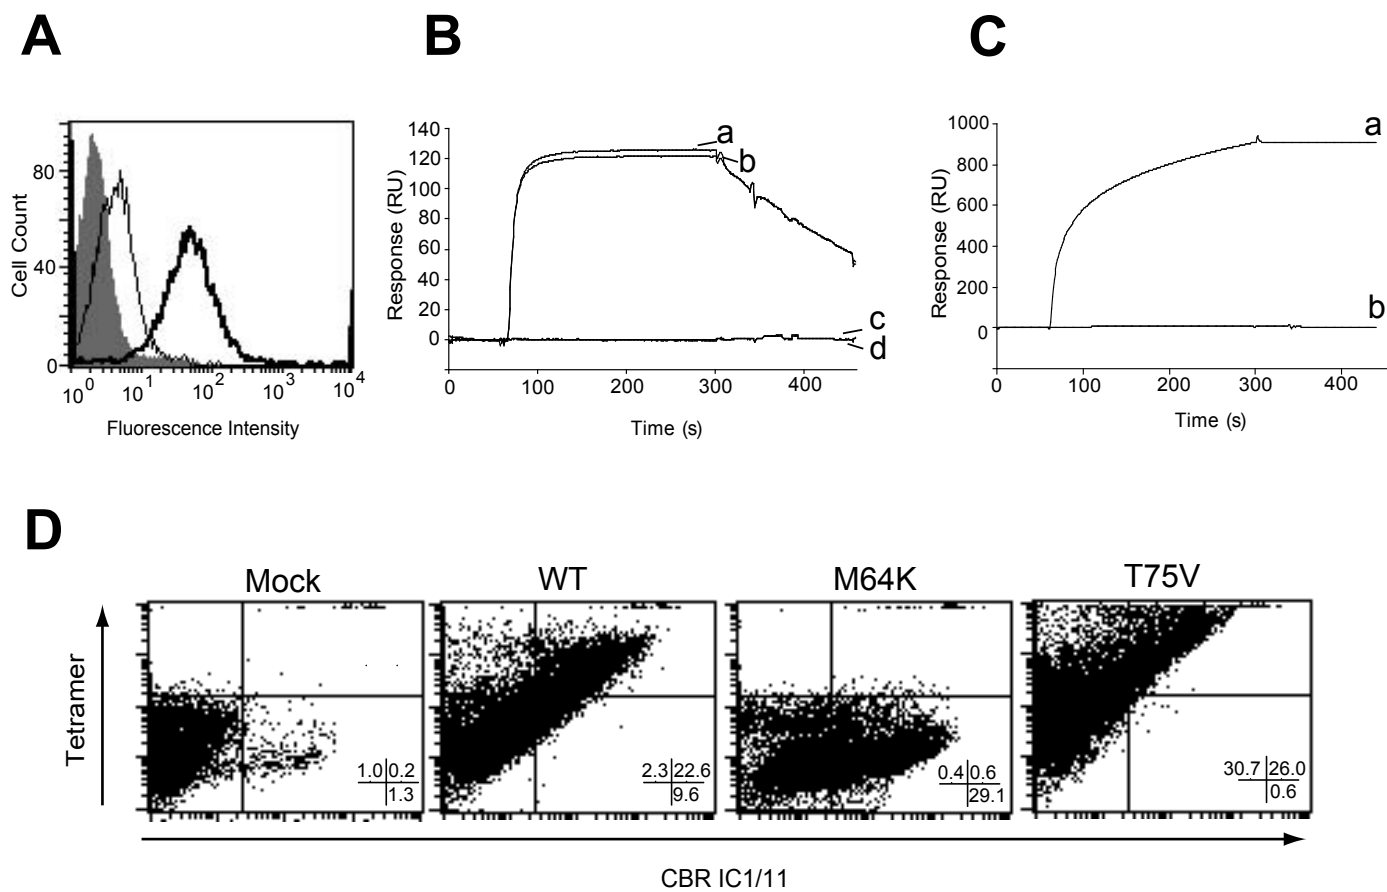 A
B
C
80
40
0
Cell Count
10^0 10^1 10^2 10^3 10^4
Fluorescence Intensity
140
120
100
80
60
40
20
0
Response (RU)
a
b
c
d
0 100 200 300 400
Time (s)
1000
800
600
400
200
0
Response (RU)
a
b
0 100 200 300 400
Time (s)
D
Mock WT M64K T75V
Tetramer
1.0 0.2
1.3
2.3 22.6
9.6
0.4 0.6
29.1
30.7 26.0
0.6
CBR IC1/11